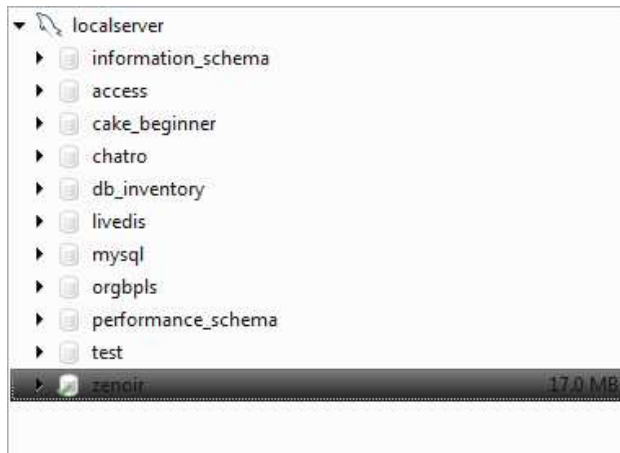 localserver
information_schema
access
cake_beginner
chatro
db_inventory
livedis
mysql
orgbpls
performance_schema
test
zenoir 17.0 MB